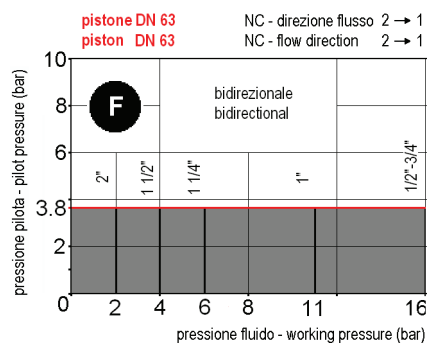 pistone DN 63 NC - direzione flusso 2 → 1
piston DN 63 NC - flow direction 2 → 1
10
8
6
3.8
2
0
F
bidirezionale
bidirectional
2"
1 1/2"
1 1/4"
1"
1/2"-3/4"
2 4 6 8 11 16
pressione pilota - pilot pressure (bar)
pressione fluido - working pressure (bar)